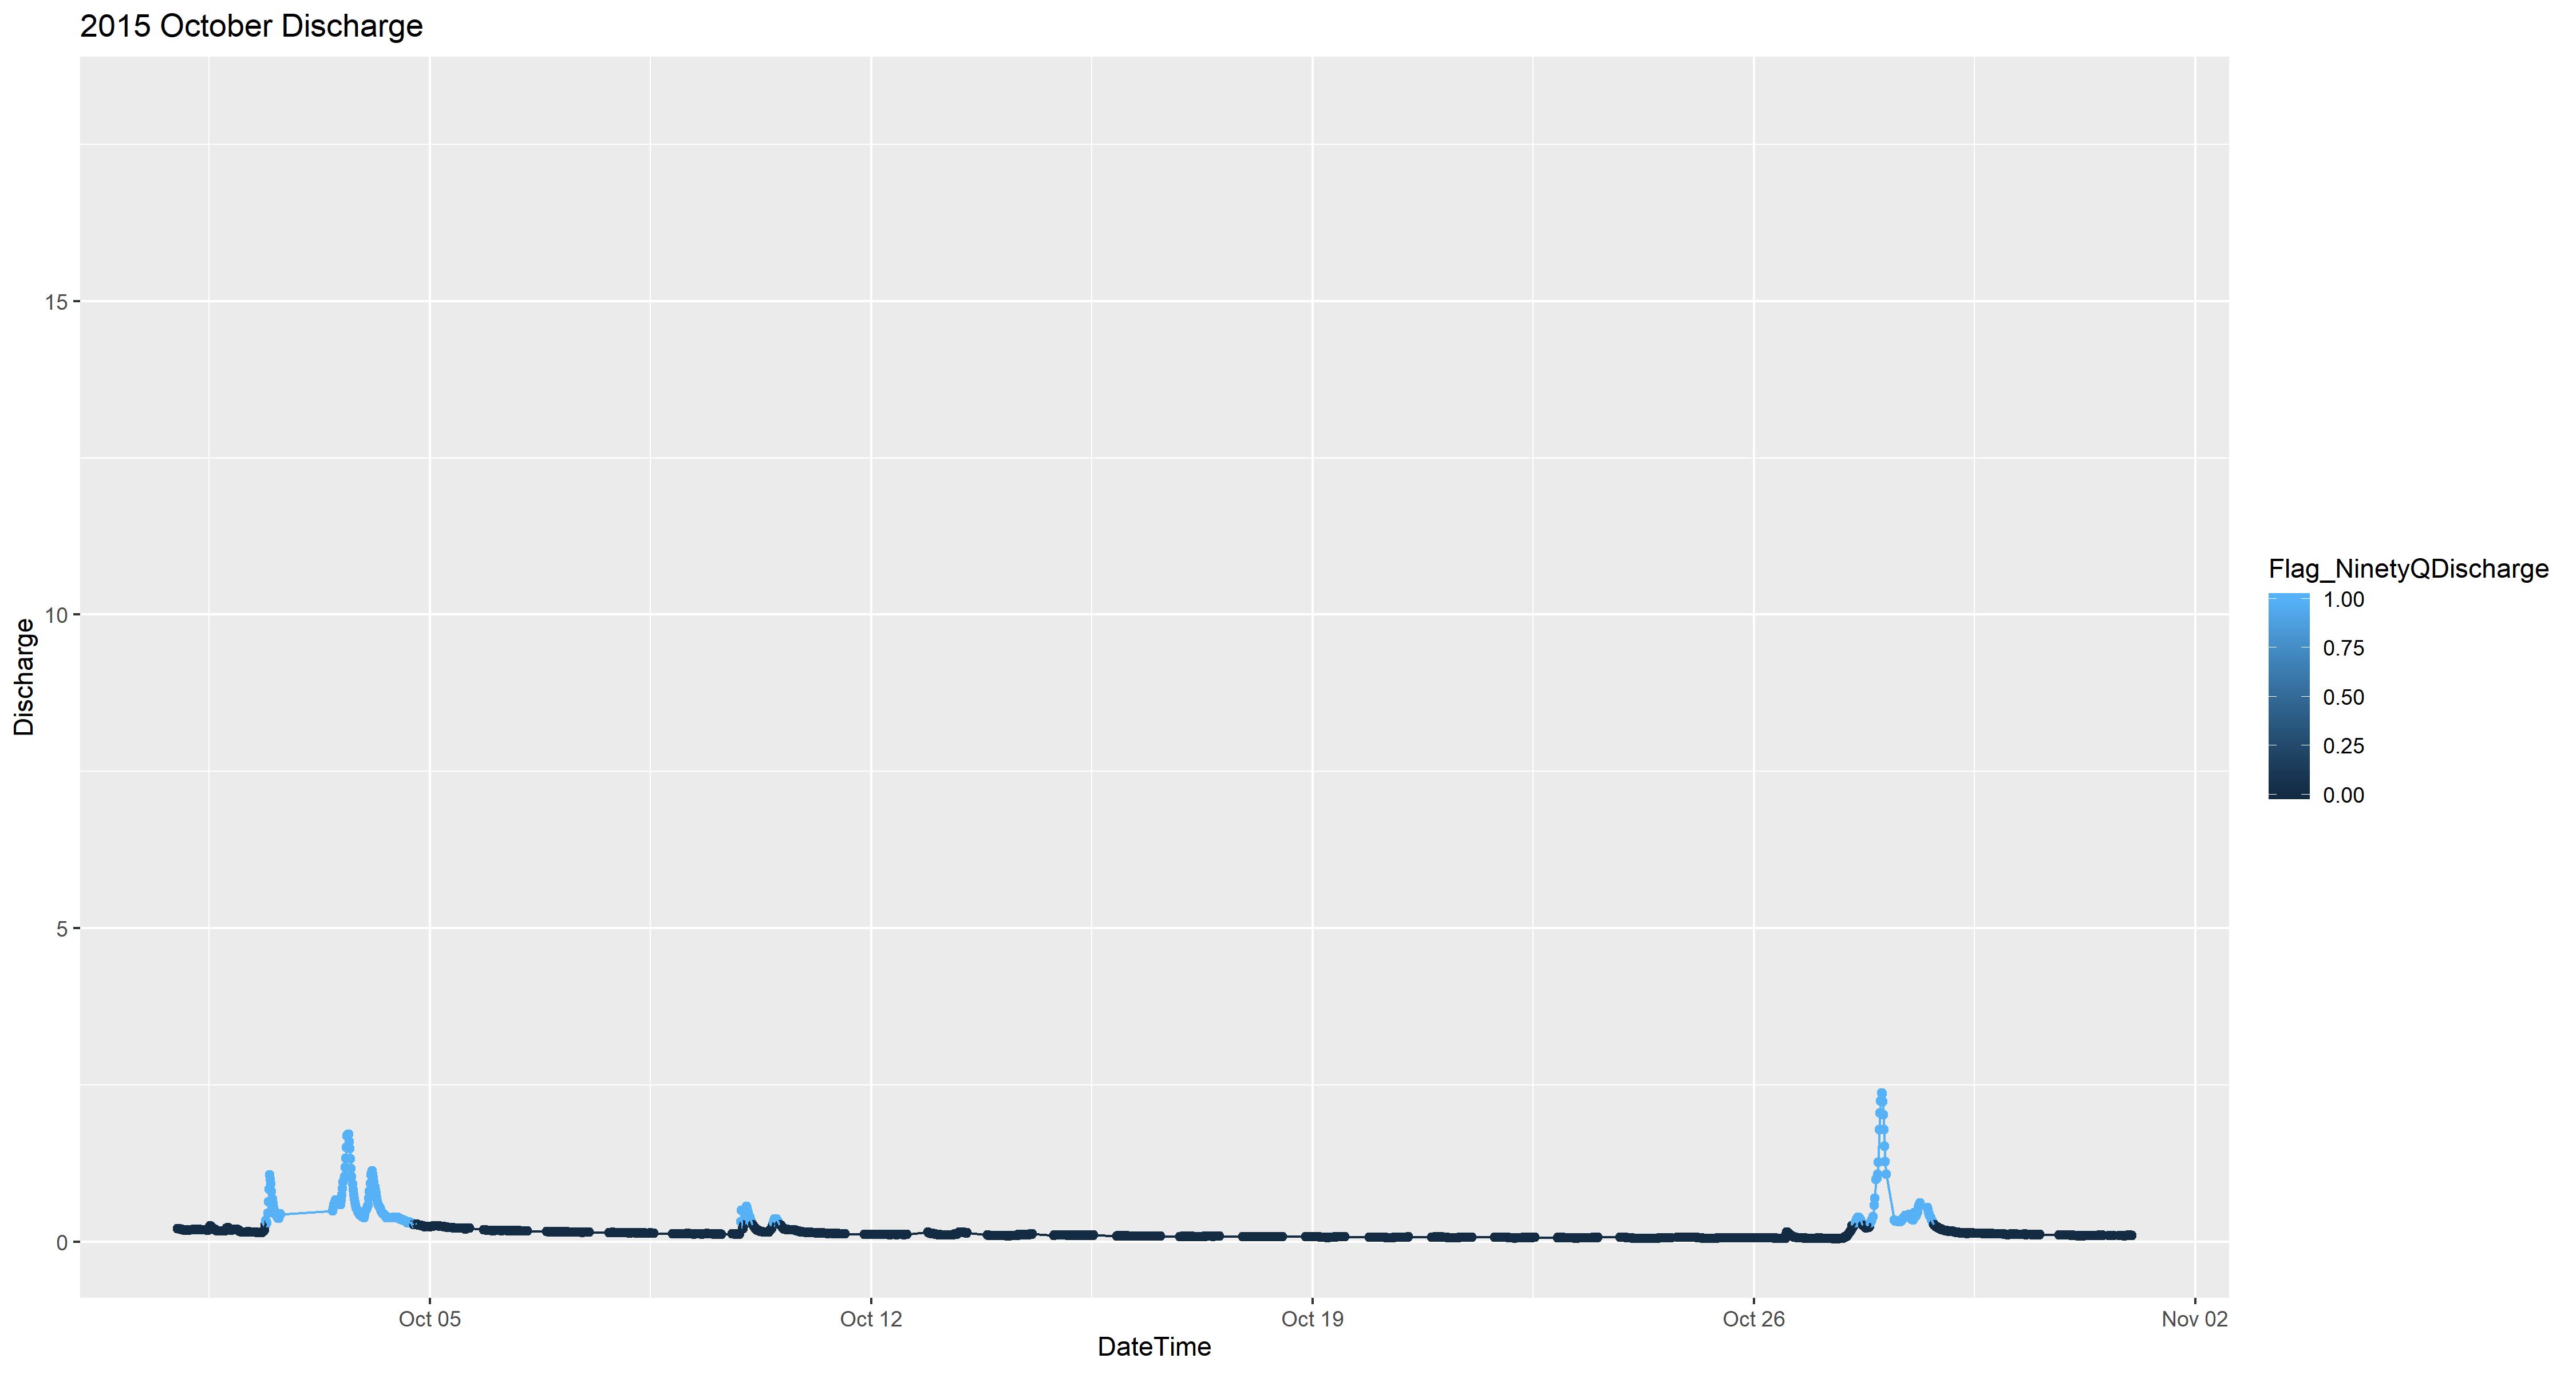 2015 October Discharge
Discharge
15
10
5
0
Oct 05
Oct 12
Oct 19
Oct 26
Nov 02
DateTime
Flag_NinetyQDischarge
1.00
0.75
0.50
0.25
0.00